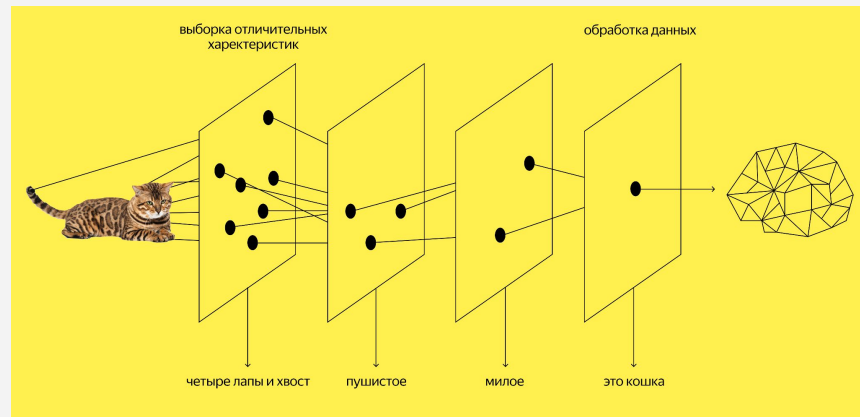 выборка отличительных
характеристик
обработка данных
четыре лапы и хвост
пушистое
милое
это кошка